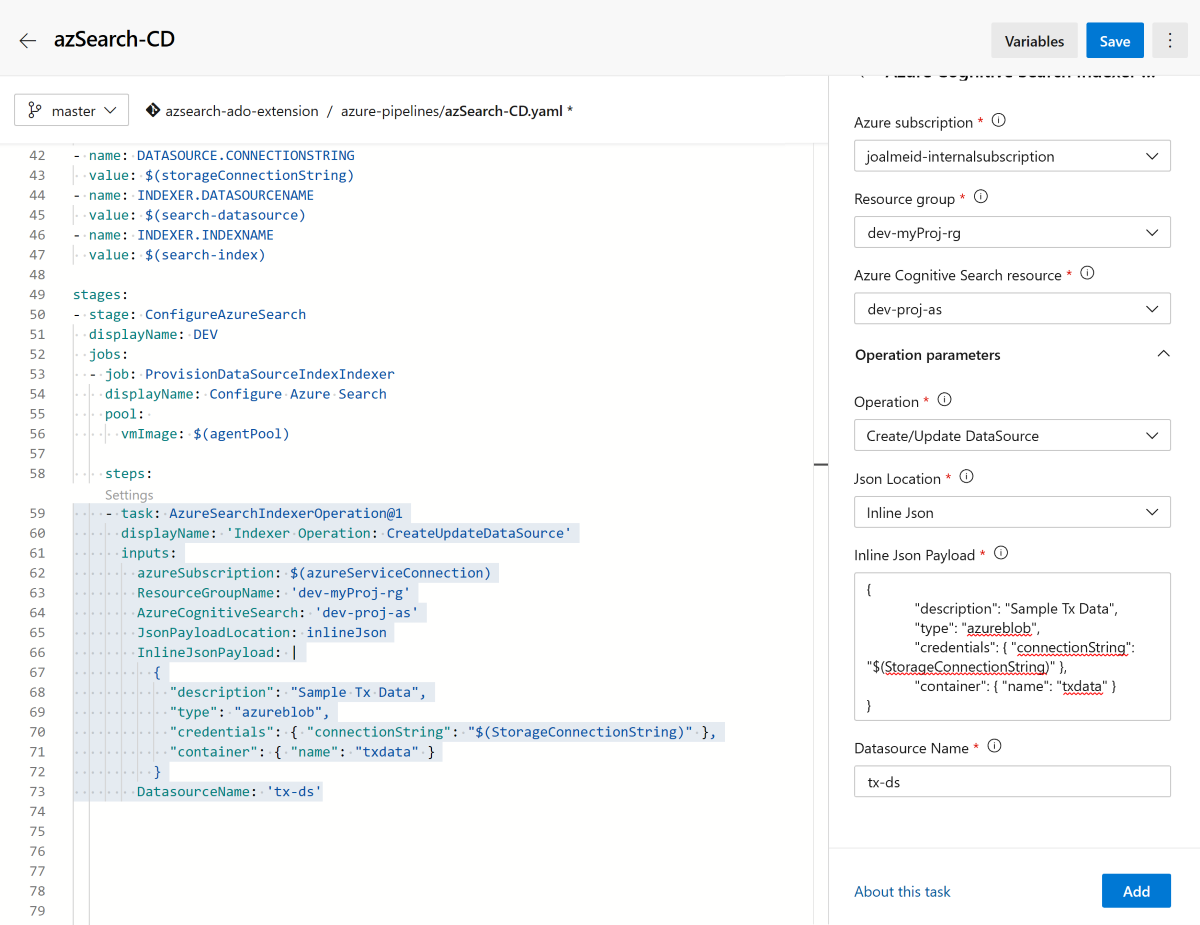 azSearch-CD
Variables
Save
master
azsearch-ado-extension / azure-pipelines/azSearch-CD.yaml *
42 - name: DATASOURCE.CONNECTIONSTRING
43 value: $(storageConnectionString)
44 - name: INDEXER.DATASOURCENAME
45 value: $(search-datasource)
46 - name: INDEXER.INDEXNAME
47 value: $(search-index)
48
49 stages:
50 - stage: ConfigureAzureSearch
51 displayName: DEV
52 jobs:
53 - job: ProvisionDataSourceIndexIndexer
54 displayName: Configure Azure Search
55 pool:
56 vmImage: $(agentPool)
57
58 steps:
Settings
59 - task: AzureSearchIndexerOperation@1
60 displayName: 'Indexer Operation: CreateUpdateDataSource'
61 inputs:
62 azureSubscription: $(azureServiceConnection)
63 ResourceGroupName: 'dev-myProj-rg'
64 AzureCognitiveSearch: 'dev-proj-as'
65 JsonPayloadLocation: inlineJson
66 InlineJsonPayload: |
67 {
68 "description": "Sample Tx Data",
69 "type": "azureblob",
70 "credentials": { "connectionString": "$(StorageConnectionString)" },
71 "container": { "name": "txdata" }
72 }
73 DatasourceName: 'tx-ds'
74
75
76
77
78
79
Azure Cognitive Search Indexer ...
Azure subscription *
joalmeid-internalsubscription
Resource group *
dev-myProj-rg
Azure Cognitive Search resource *
dev-proj-as
Operation parameters
Operation *
Create/Update DataSource
Json Location *
Inline Json
Inline Json Payload *
{
"description": "Sample Tx Data",
"type": "azureblob",
"credentials": { "connectionString":
"$(StorageConnectionString)" },
"container": { "name": "txdata" }
}
Datasource Name *
tx-ds
About this task
Add